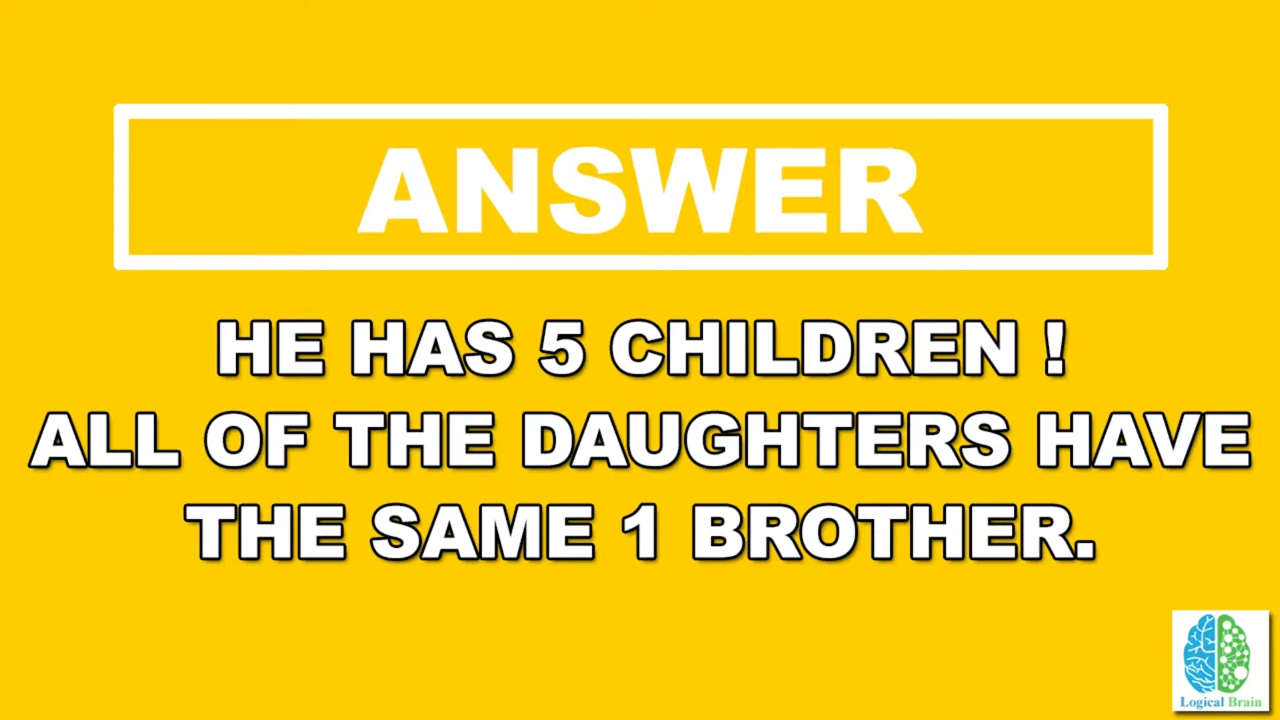 ANSWER
HE HAS 5 CHILDREN !
ALL OF THE DAUGHTERS HAVE
THE SAME 1 BROTHER.
Logical Brain